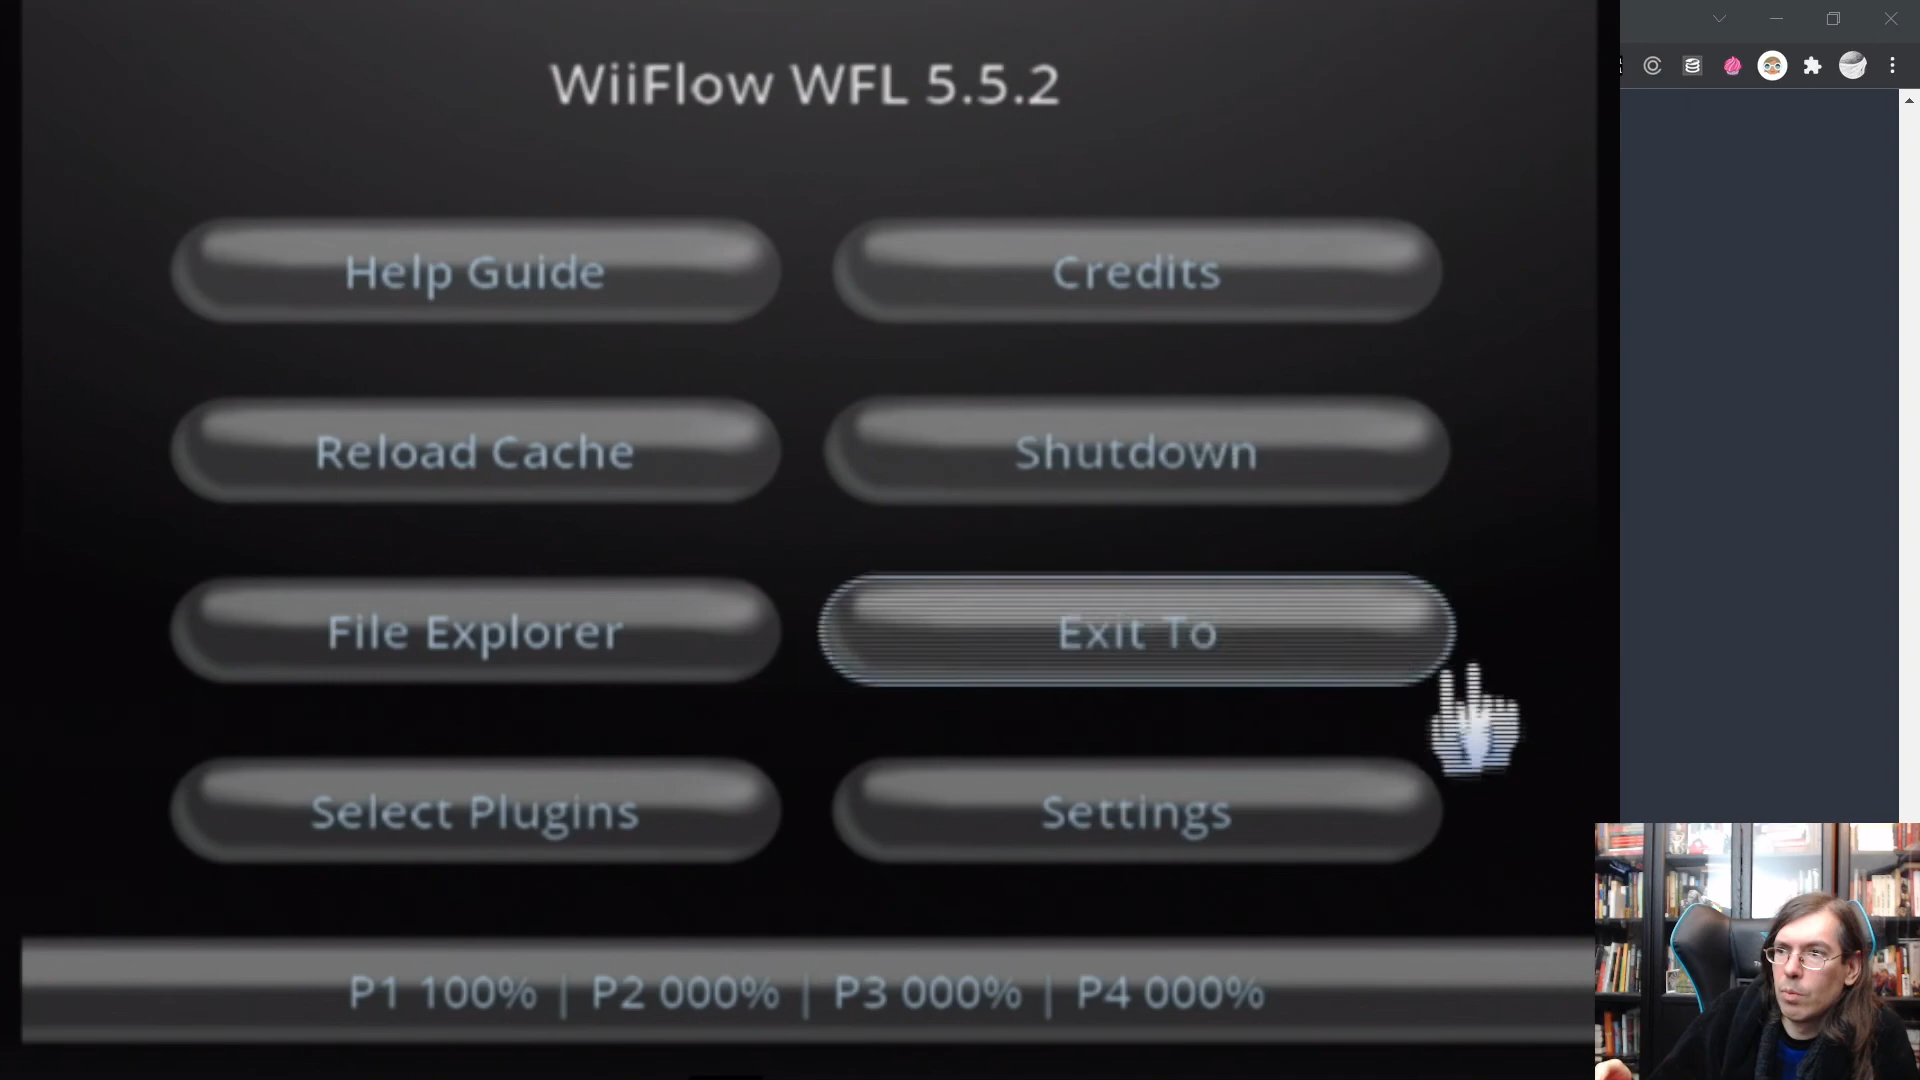 WiiFlow WFL 5.5.2
Help Guide
Credits
Reload Cache
Shutdown
File Explorer
Exit To
Select Plugins
Settings
P1 100% | P2 000% | P3 000% | P4 000%